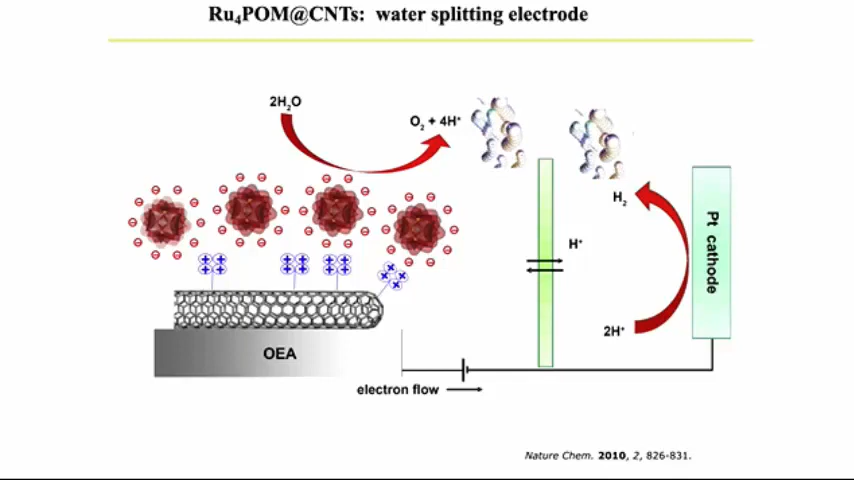 Ru₄POM@CNTs: water splitting electrode
2H₂O
O₂ + 4H⁺
H₂
H⁺
Pt cathode
2H⁺
OEA
electron flow
Nature Chem. 2010, 2, 826-831.